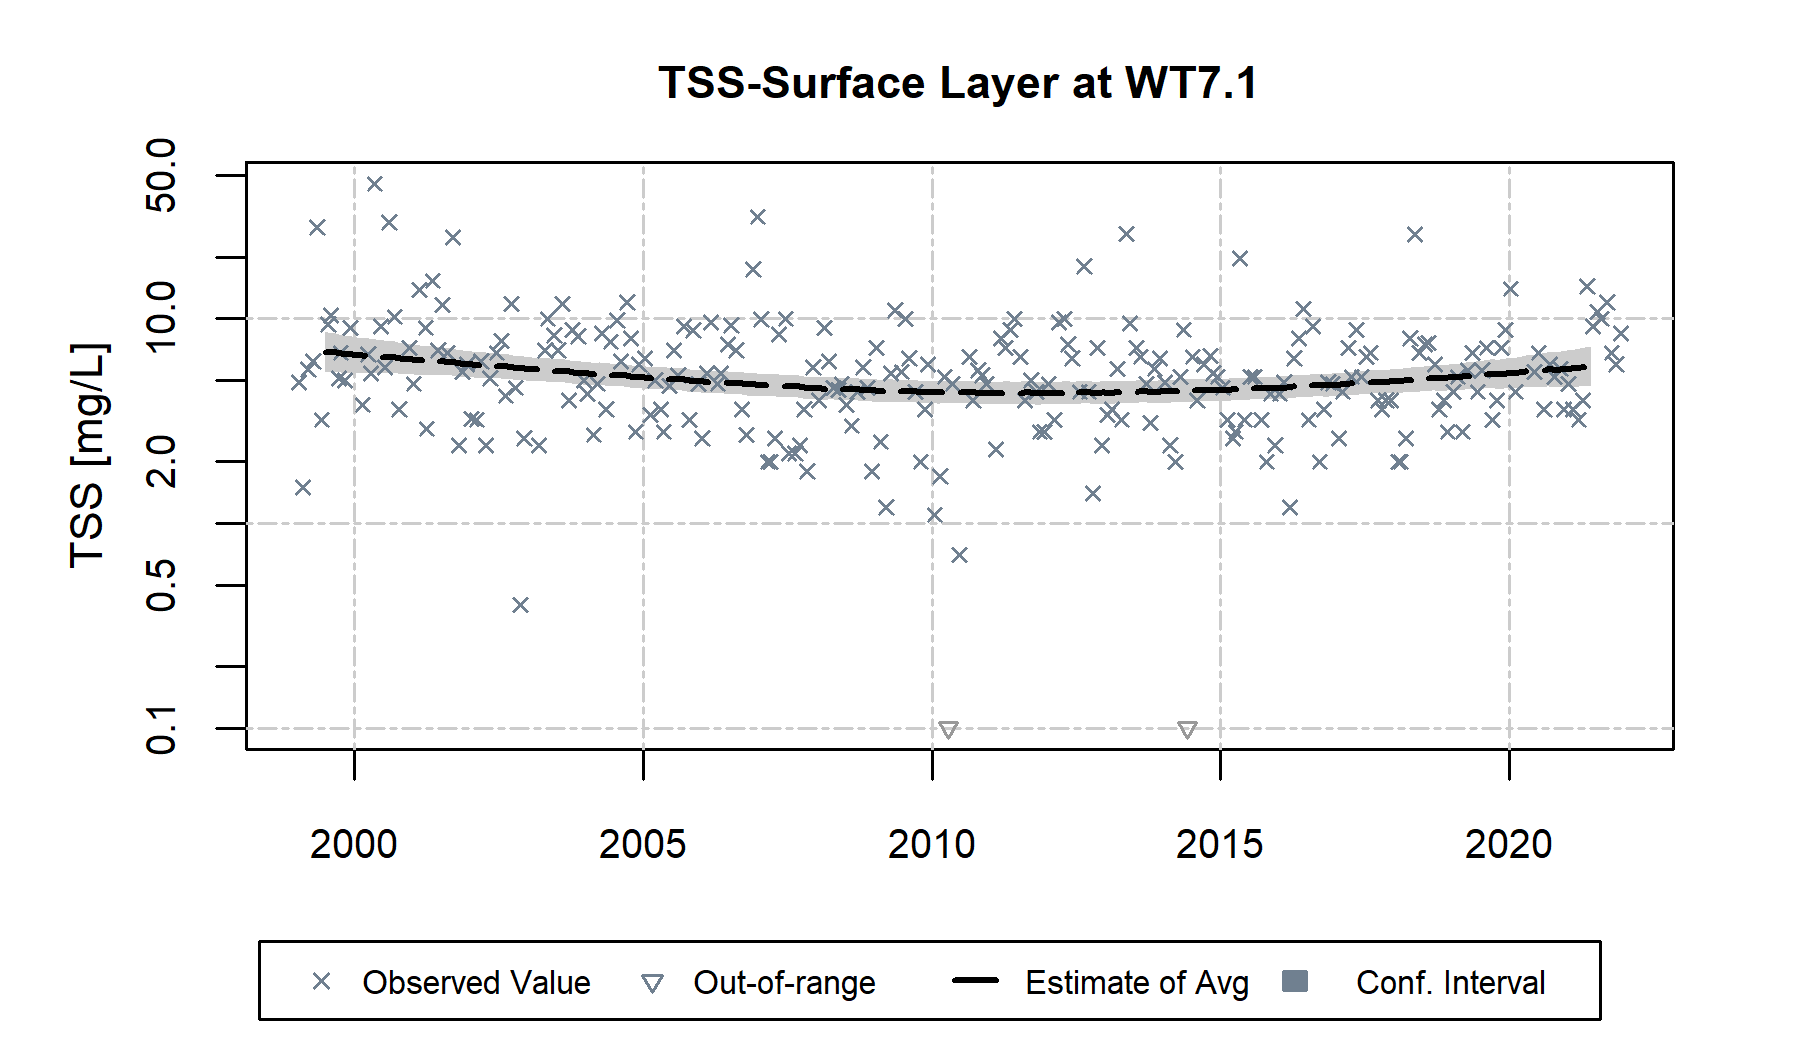 TSS-Surface Layer at WT7.1
TSS [mg/L]
50.0
10.0
2.0
0.5
0.1
2000 2005 2010 2015 2020
Observed Value Out-of-range Estimate of Avg Conf. Interval